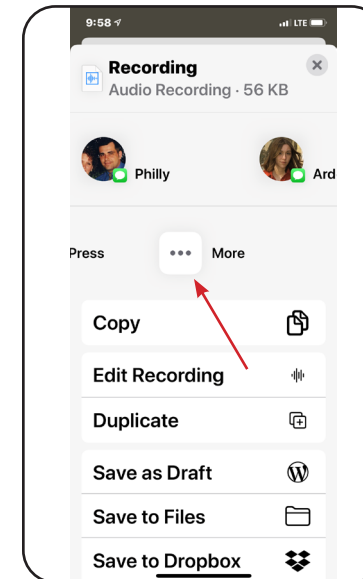 9:58
LTE
Recording
Audio Recording · 56 KB
Philly
Ard
Press
More
Copy
Edit Recording
Duplicate
Save as Draft
Save to Files
Save to Dropbox